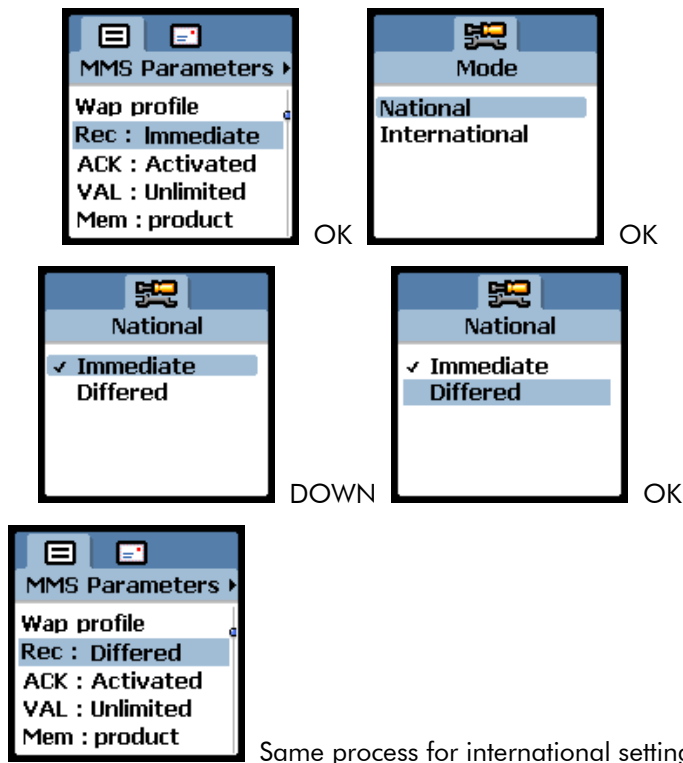 MMS Parameters
Wap profile
Rec : Immediate
ACK : Activated
VAL : Unlimited
Mem : product
OK
Mode
National
International
OK
National
✓ Immediate
Differed
DOWN
National
✓ Immediate
Differed
OK
MMS Parameters
Wap profile
Rec : Differed
ACK : Activated
VAL : Unlimited
Mem : product
Same process for international setting